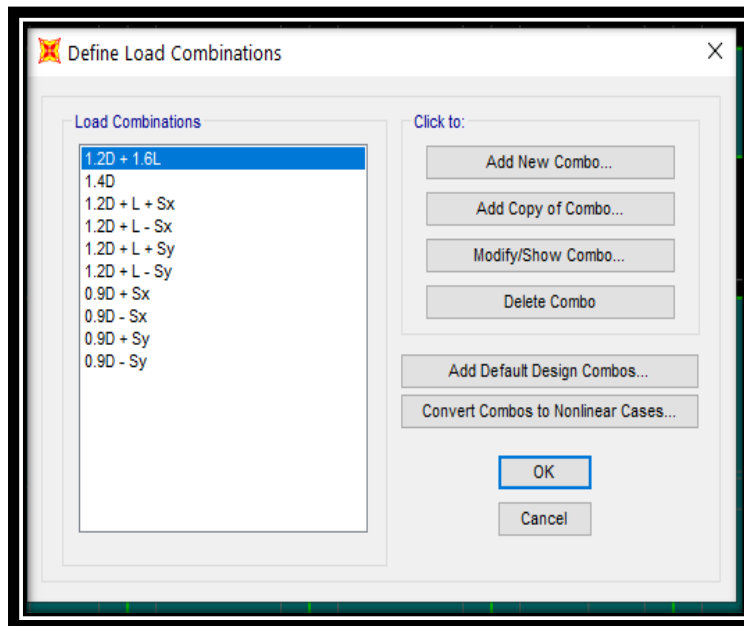 Define Load Combinations
Load Combinations
1.2D + 1.6L
1.4D
1.2D + L + Sx
1.2D + L - Sx
1.2D + L + Sy
1.2D + L - Sy
0.9D + Sx
0.9D - Sx
0.9D + Sy
0.9D - Sy
Click to:
Add New Combo...
Add Copy of Combo...
Modify/Show Combo...
Delete Combo
Add Default Design Combos...
Convert Combos to Nonlinear Cases...
OK
Cancel